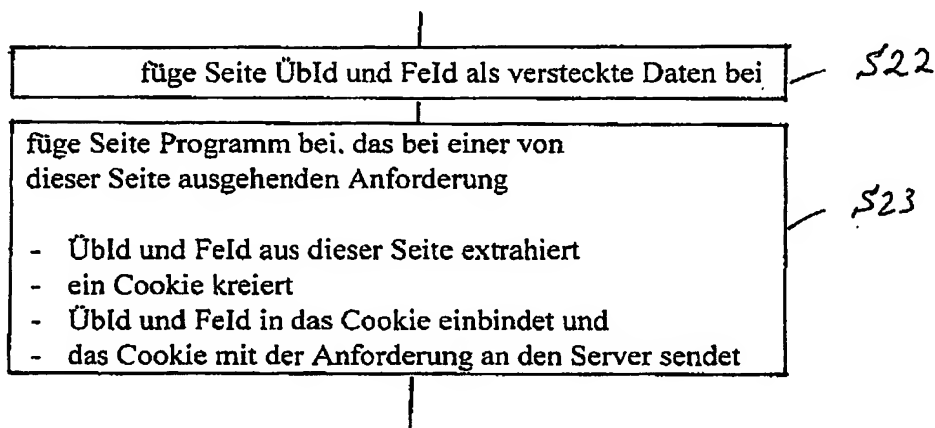 füge Seite ÜbId und FeId als versteckte Daten bei
S22
füge Seite Programm bei. das bei einer von
dieser Seite ausgehenden Anforderung
S23
- ÜbId und FeId aus dieser Seite extrahiert
- ein Cookie kreiert
- ÜbId und FeId in das Cookie einbindet und
- das Cookie mit der Anforderung an den Server sendet